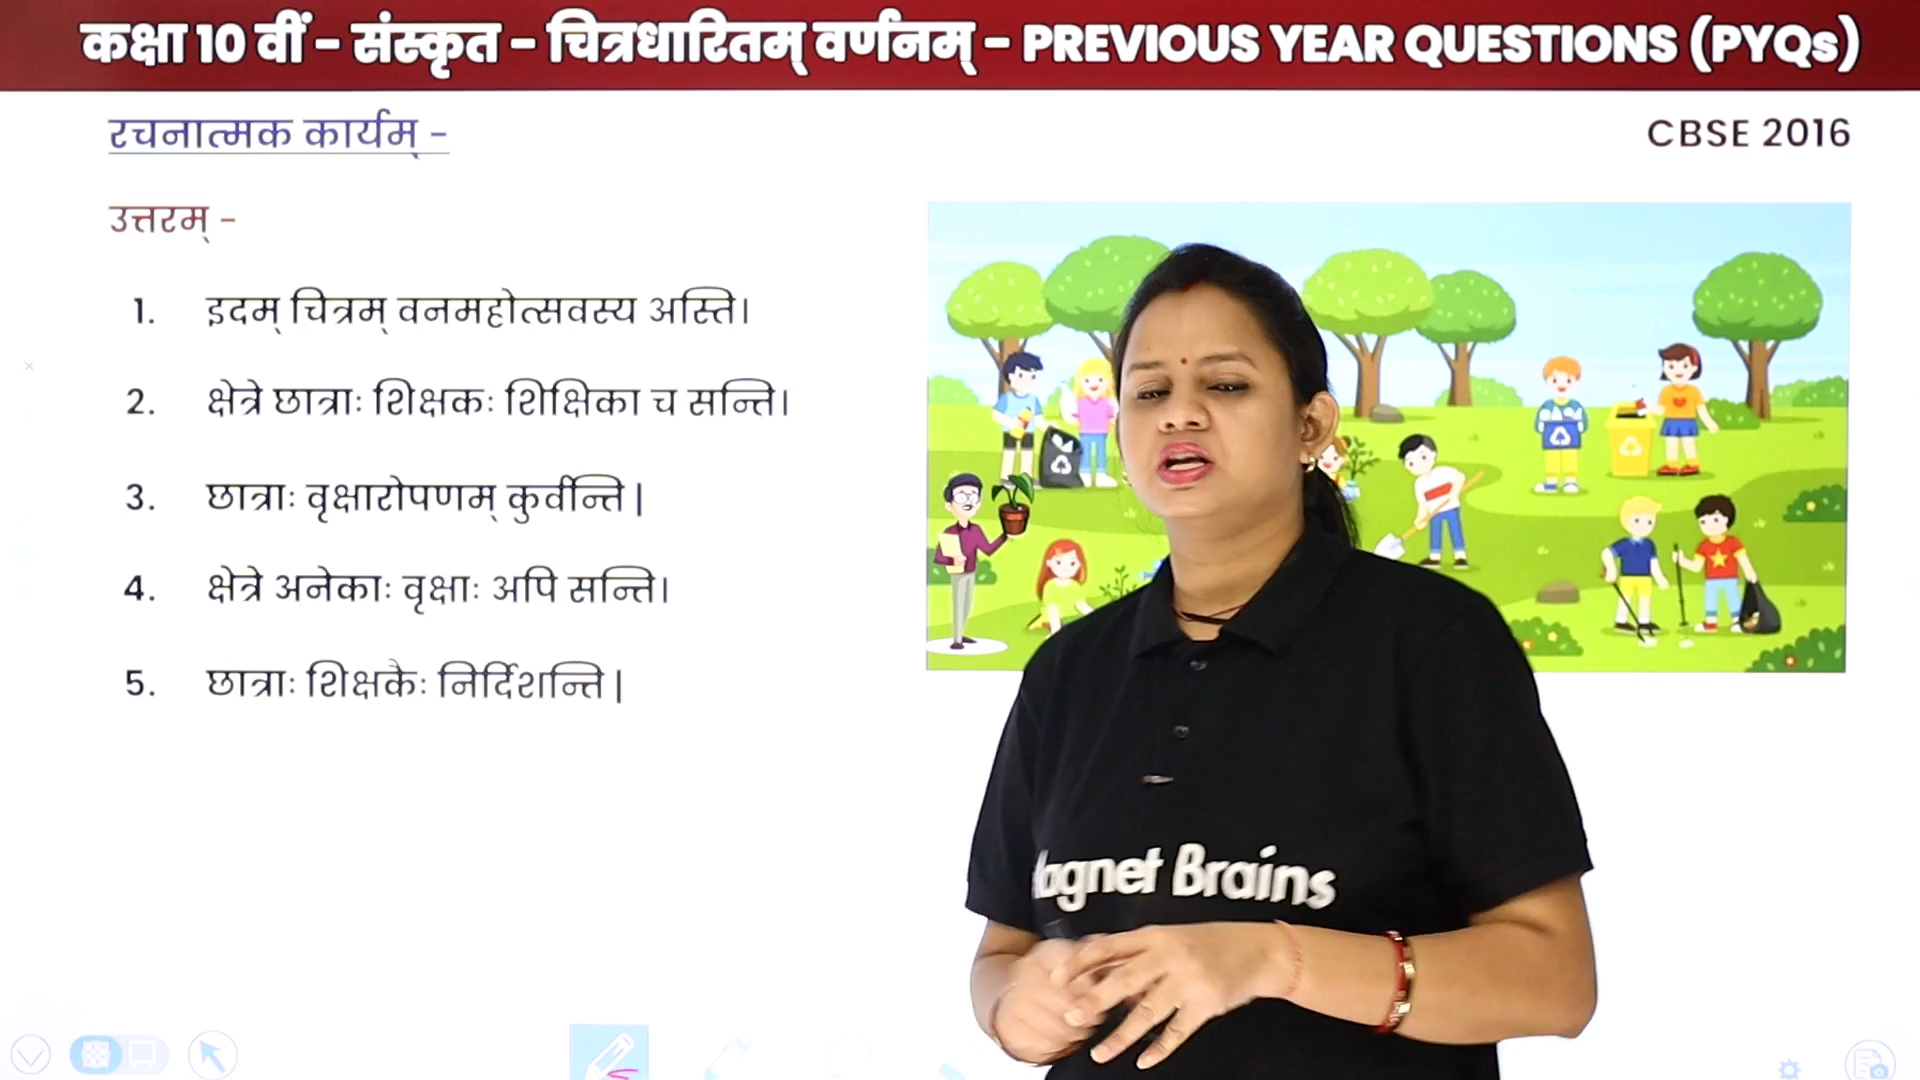 कक्षा 10 वीं - संस्कृत - चित्रधारितम् वर्णनम् - PREVIOUS YEAR QUESTIONS (PYQs)
रचनात्मक कार्यम् -
CBSE 2016
उत्तरम् -
1. इदम् चित्रम् वनमहोत्सवस्य अस्ति।
2. क्षेत्रे छात्राः शिक्षकः शिक्षिका च सन्ति।
3. छात्राः वृक्षारोपणम् कुर्वन्ति |
4. क्षेत्रे अनेकाः वृक्षाः अपि सन्ति।
5. छात्राः शिक्षकैः निर्दिशन्ति |
agnet Brains